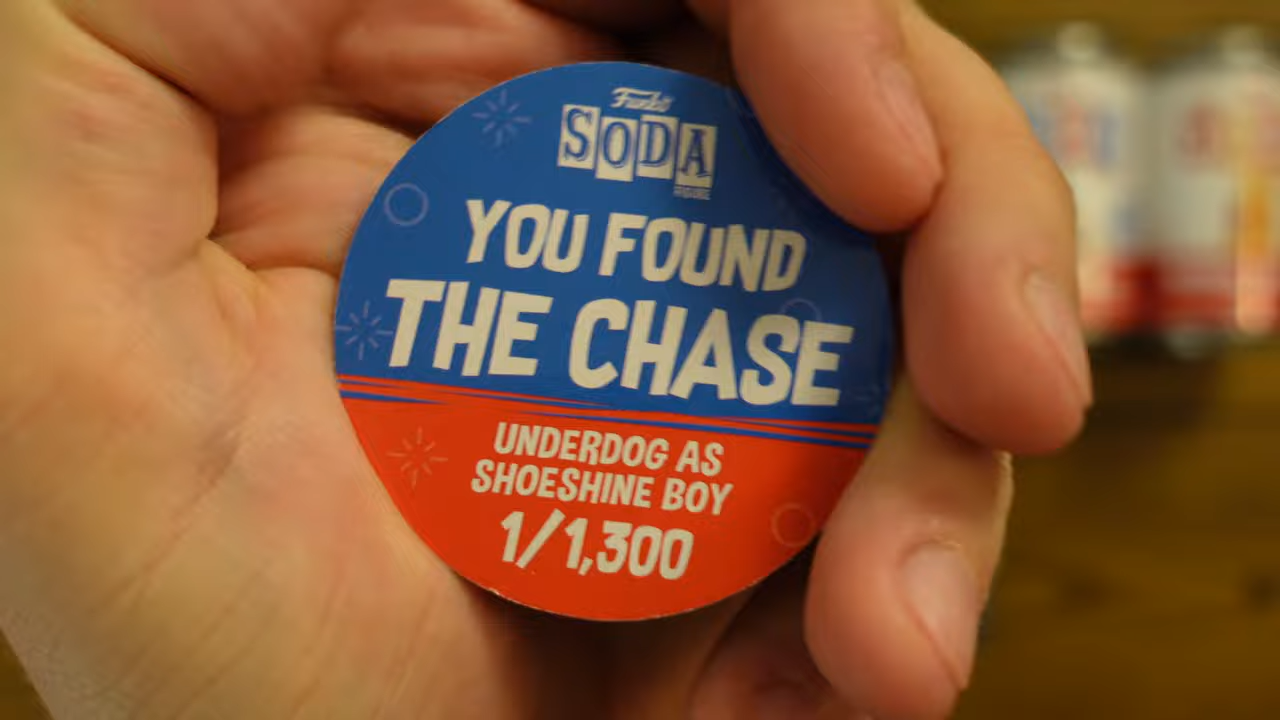 Funko
SODA
FIGURE
YOU FOUND
THE CHASE
UNDERDOG AS
SHOESHINE BOY
1/1,300